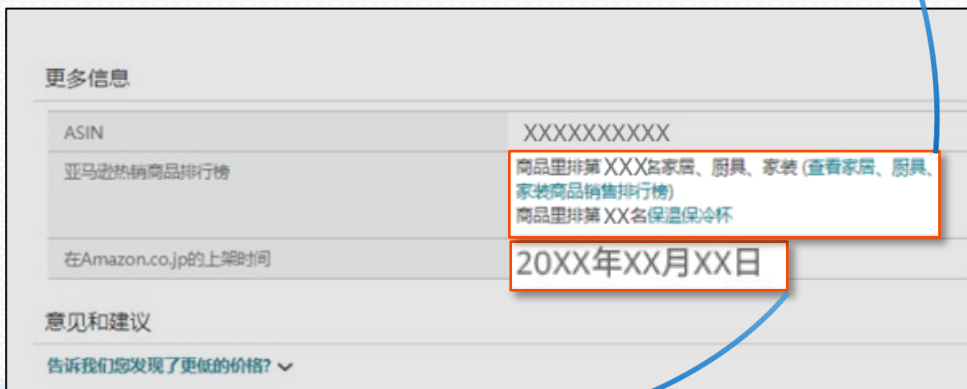 更多信息
ASIN XXXXXXXXXX
亚马逊热销商品排行榜 商品里排第XXX名家居、厨具、家装 (查看家居、厨具、
家装商品销售排行榜)
商品里排第XX名保温保冷杯
在Amazon.co.jp的上架时间 20XX年XX月XX日
意见和建议
告诉我们您发现了更低的价格?